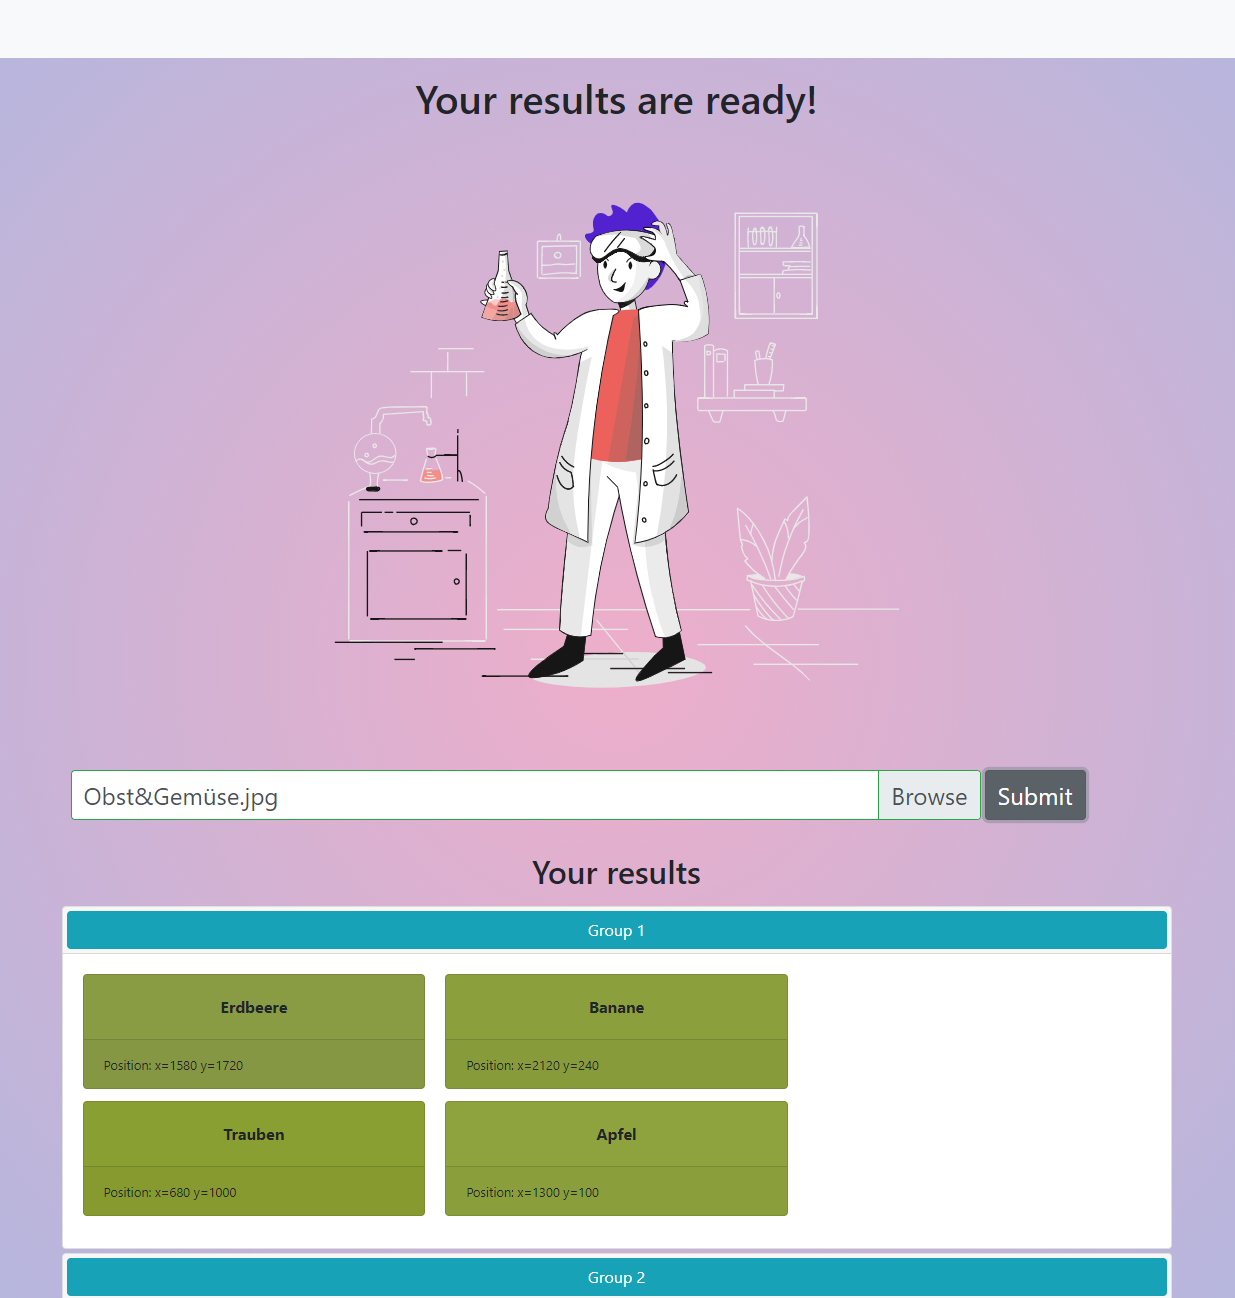 Your results are ready!
Obst&Gemüse.jpg
Browse
Submit
Your results
Group 1
Erdbeere
Position: x=1580 y=1720
Banane
Position: x=2120 y=240
Trauben
Position: x=680 y=1000
Apfel
Position: x=1300 y=100
Group 2